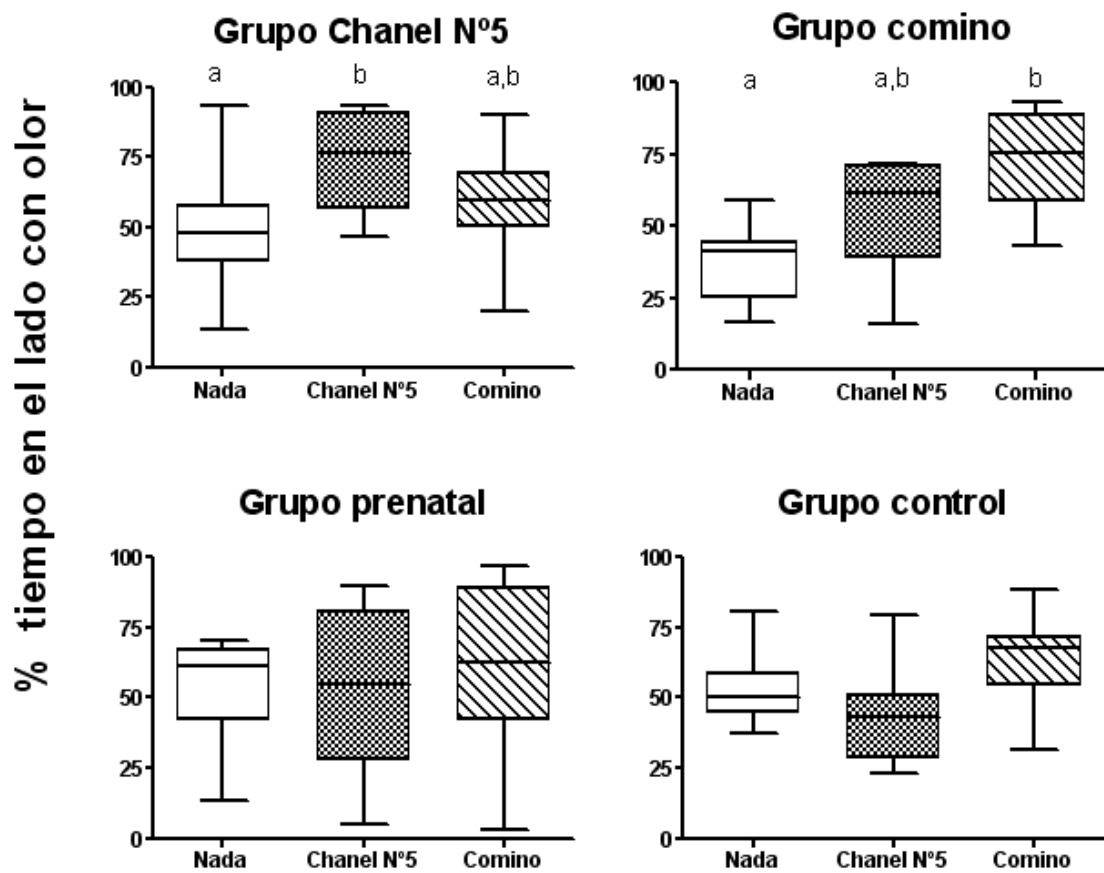 % tiempo en el lado con olor
Grupo Chanel Nº5
a b a,b
100
75
50
25
0
Nada Chanel Nº5 Comino
Grupo comino
a a,b b
100
75
50
25
0
Nada Chanel Nº5 Comino
Grupo prenatal
100
75
50
25
0
Nada Chanel Nº5 Comino
Grupo control
100
75
50
25
0
Nada Chanel Nº5 Comino